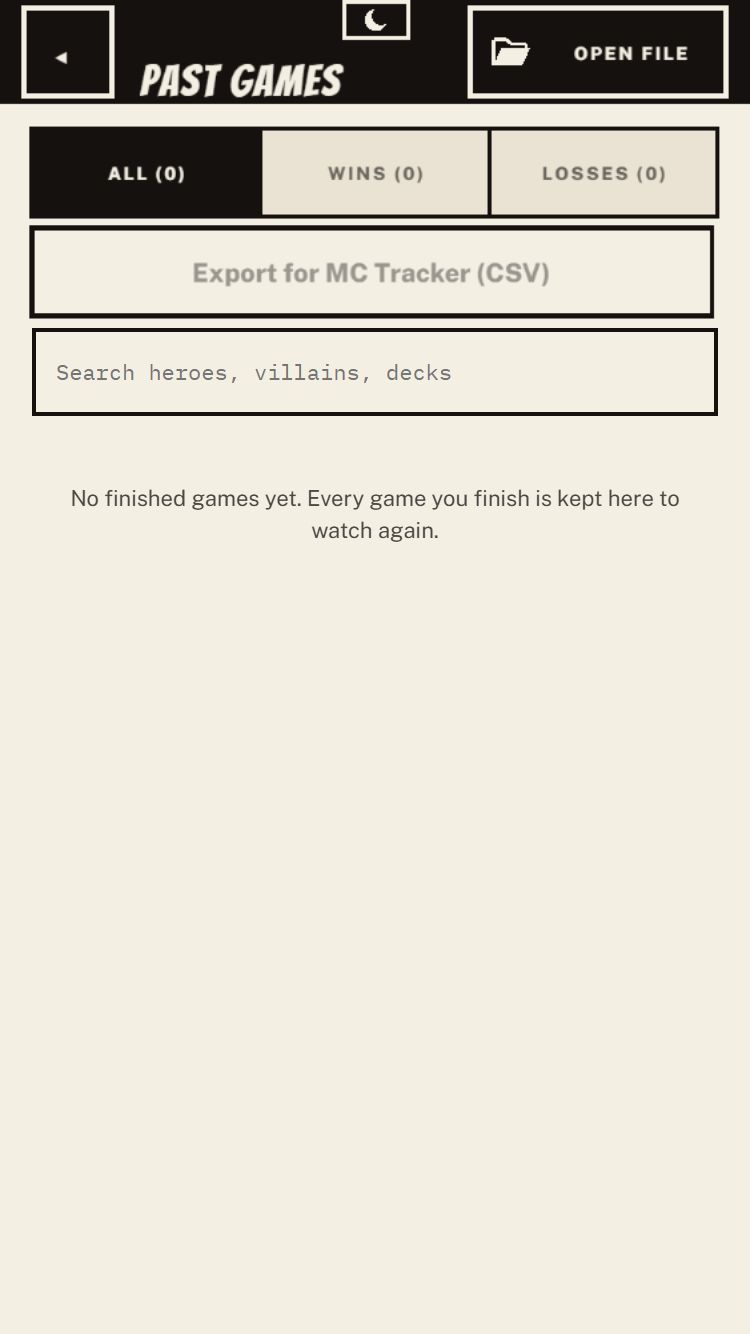 PAST GAMES
OPEN FILE
ALL (0)
WINS (0)
LOSSES (0)
Export for MC Tracker (CSV)
Search heroes, villains, decks
No finished games yet. Every game you finish is kept here to
watch again.